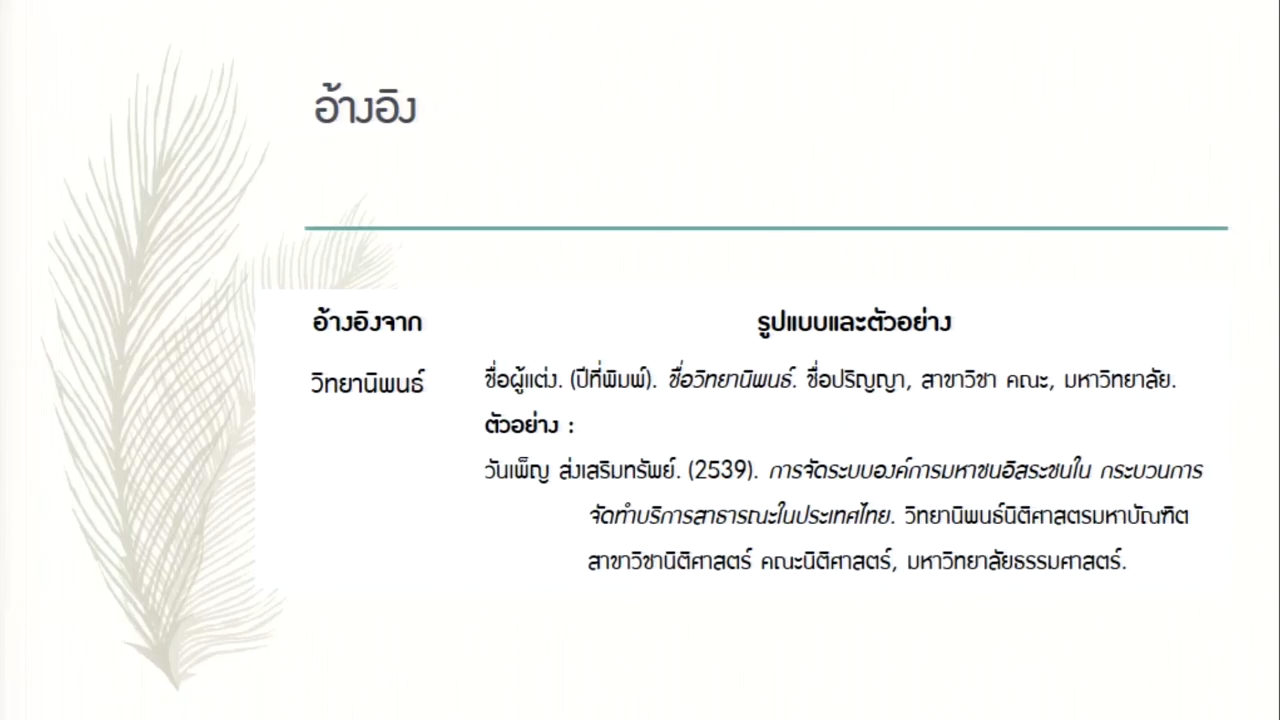 อ้างอิง
อ้างอิงจาก รูปแบบและตัวอย่าง
วิทยานิพนธ์ ชื่อผู้แต่ง. (ปีที่พิมพ์). ชื่อวิทยานิพนธ์. ชื่อปริญญา, สาขาวิชา คณะ, มหาวิทยาลัย.
ตัวอย่าง :
วันเพ็ญ ส่งเสริมทรัพย์. (2539). การจัดระบบองค์การมหาชนอิสระชนใน กระบวนการ
จัดทำบริการสาธารณะในประเทศไทย. วิทยานิพนธ์นิติศาสตรมหาบัณฑิต
สาขาวิชานิติศาสตร์ คณะนิติศาสตร์, มหาวิทยาลัยธรรมศาสตร์.